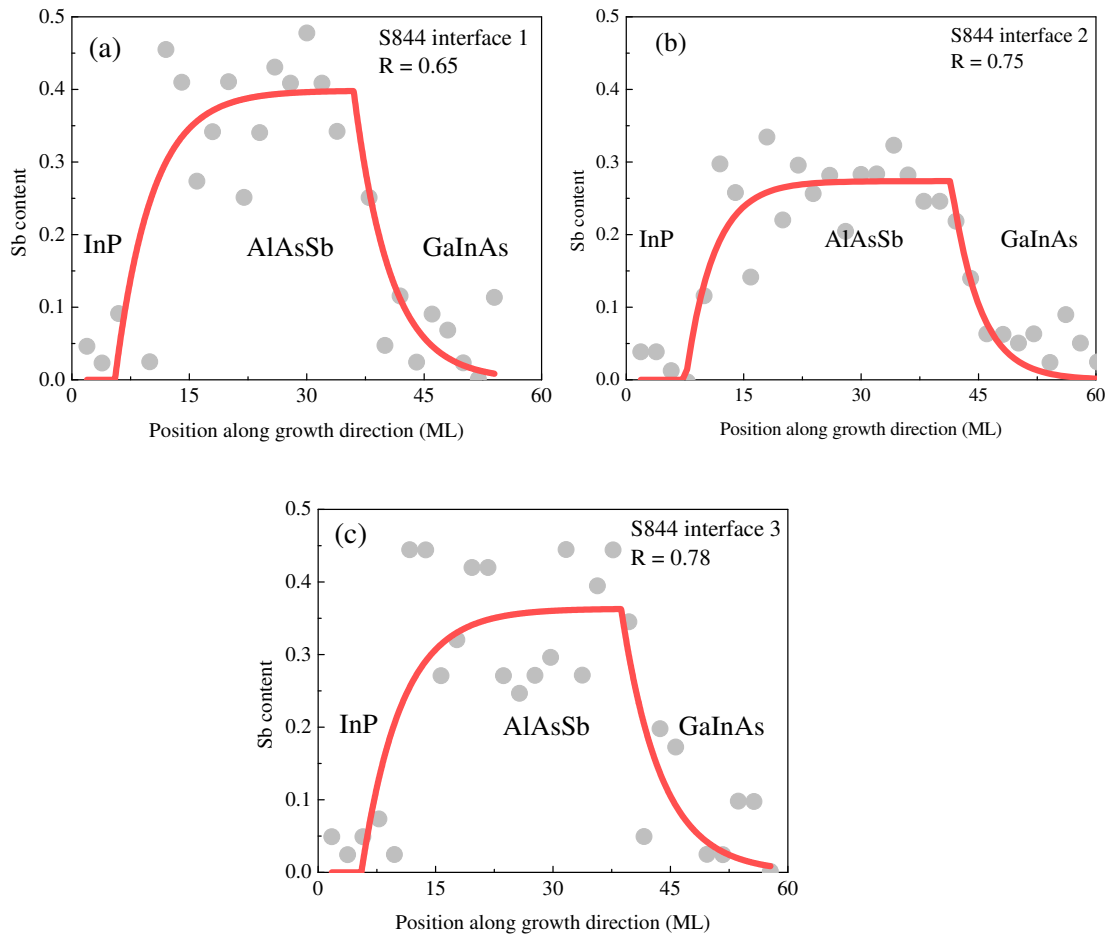 (a)
S844 interface 1
R = 0.65
0.5
0.4
0.3
0.2
0.1
0.0
Sb content
InP
AlAsSb
GaInAs
0 15 30 45 60
Position along growth direction (ML)
(b)
S844 interface 2
R = 0.75
0.5
0.4
0.3
0.2
0.1
0.0
Sb content
InP
AlAsSb
GaInAs
0 15 30 45 60
Position along growth direction (ML)
(c)
S844 interface 3
R = 0.78
0.5
0.4
0.3
0.2
0.1
0.0
Sb content
InP
AlAsSb
GaInAs
0 15 30 45 60
Position along growth direction (ML)